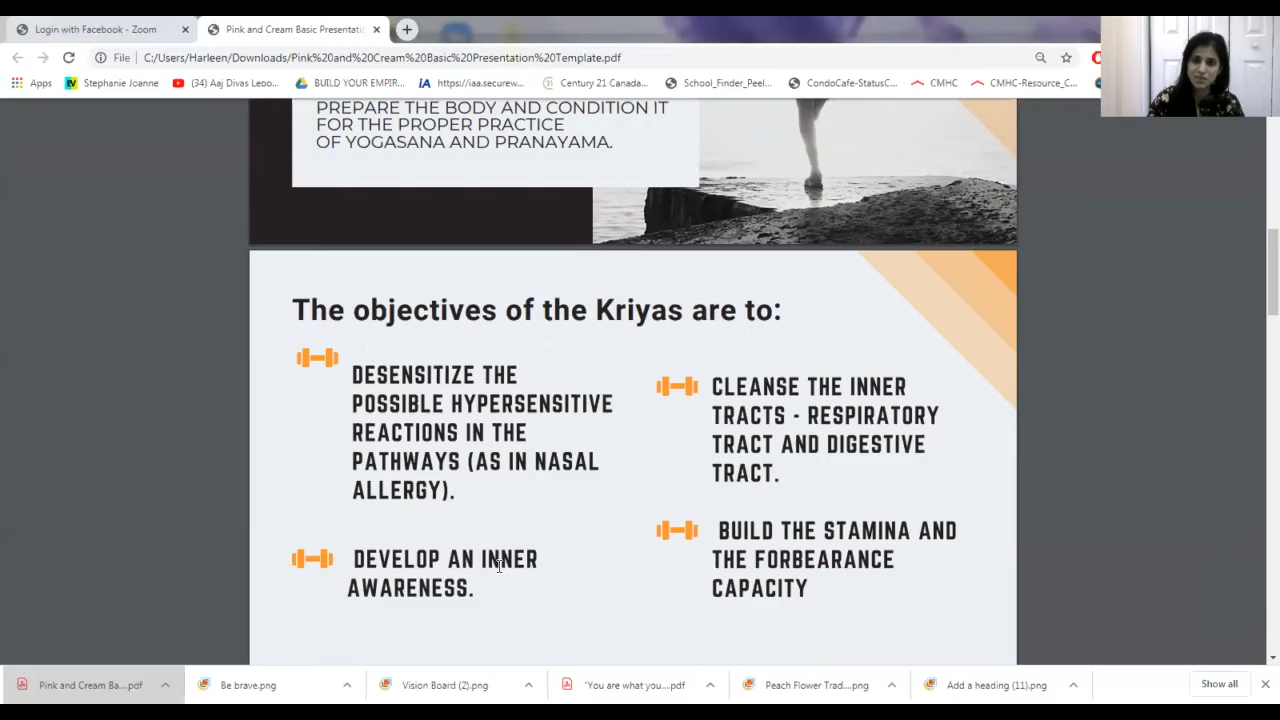 Login with Facebook - Zoom
Pink and Cream Basic Presentatio
File C:/Users/Harleen/Downloads/Pink%20and%20Cream%20Basic%20Presentation%20Template.pdf
Apps
Stephanie Joanne
(34) Aaj Divas Leoo...
BUILD YOUR EMPIR...
https://iaa.securew...
Century 21 Canada...
School_Finder_Peel...
CondoCafe-StatusC...
CMHC
CMHC-Resource_C...
PREPARE THE BODY AND CONDITION IT
FOR THE PROPER PRACTICE
OF YOGASANA AND PRANAYAMA.
The objectives of the Kriyas are to:
DESENSITIZE THE
POSSIBLE HYPERSENSITIVE
REACTIONS IN THE
PATHWAYS (AS IN NASAL
ALLERGY).
DEVELOP AN INNER
AWARENESS.
CLEANSE THE INNER
TRACTS - RESPIRATORY
TRACT AND DIGESTIVE
TRACT.
BUILD THE STAMINA AND
THE FORBEARANCE
CAPACITY
Pink and Cream Ba....pdf
Be brave.png
Vision Board (2).png
"You are what you....pdf
Peach Flower Trad....png
Add a heading (11).png
Show all